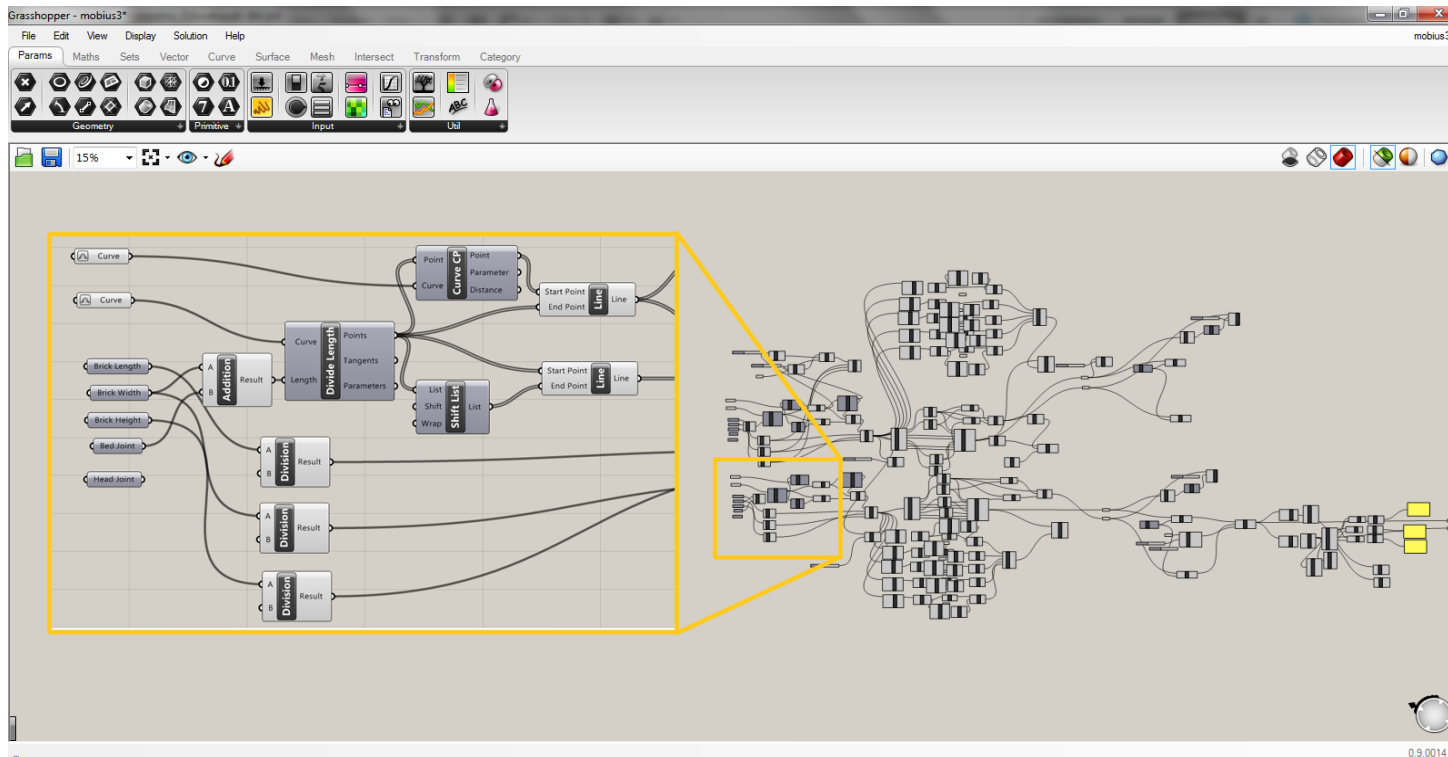 Grasshopper - mobius3*
File Edit View Display Solution Help
mobius3
Params Maths Sets Vector Curve Surface Mesh Intersect Transform Category
0.1
7 A
ABC
Geometry Primitive Input Util
15%
Curve
Curve
Point
Curve
Curve CP
Point
Parameter
Distance
Start Point
End Point
Line
Line
Curve
Length
Divide Length
Points
Tangents
Parameters
Brick Length
Brick Width
Brick Height
Bed Joint
Head Joint
A
B
Addition
Result
List
Shift
Wrap
Shift List
List
Start Point
End Point
Line
Line
A
B
Division
Result
A
B
Division
Result
A
B
Division
Result
0.9.0014